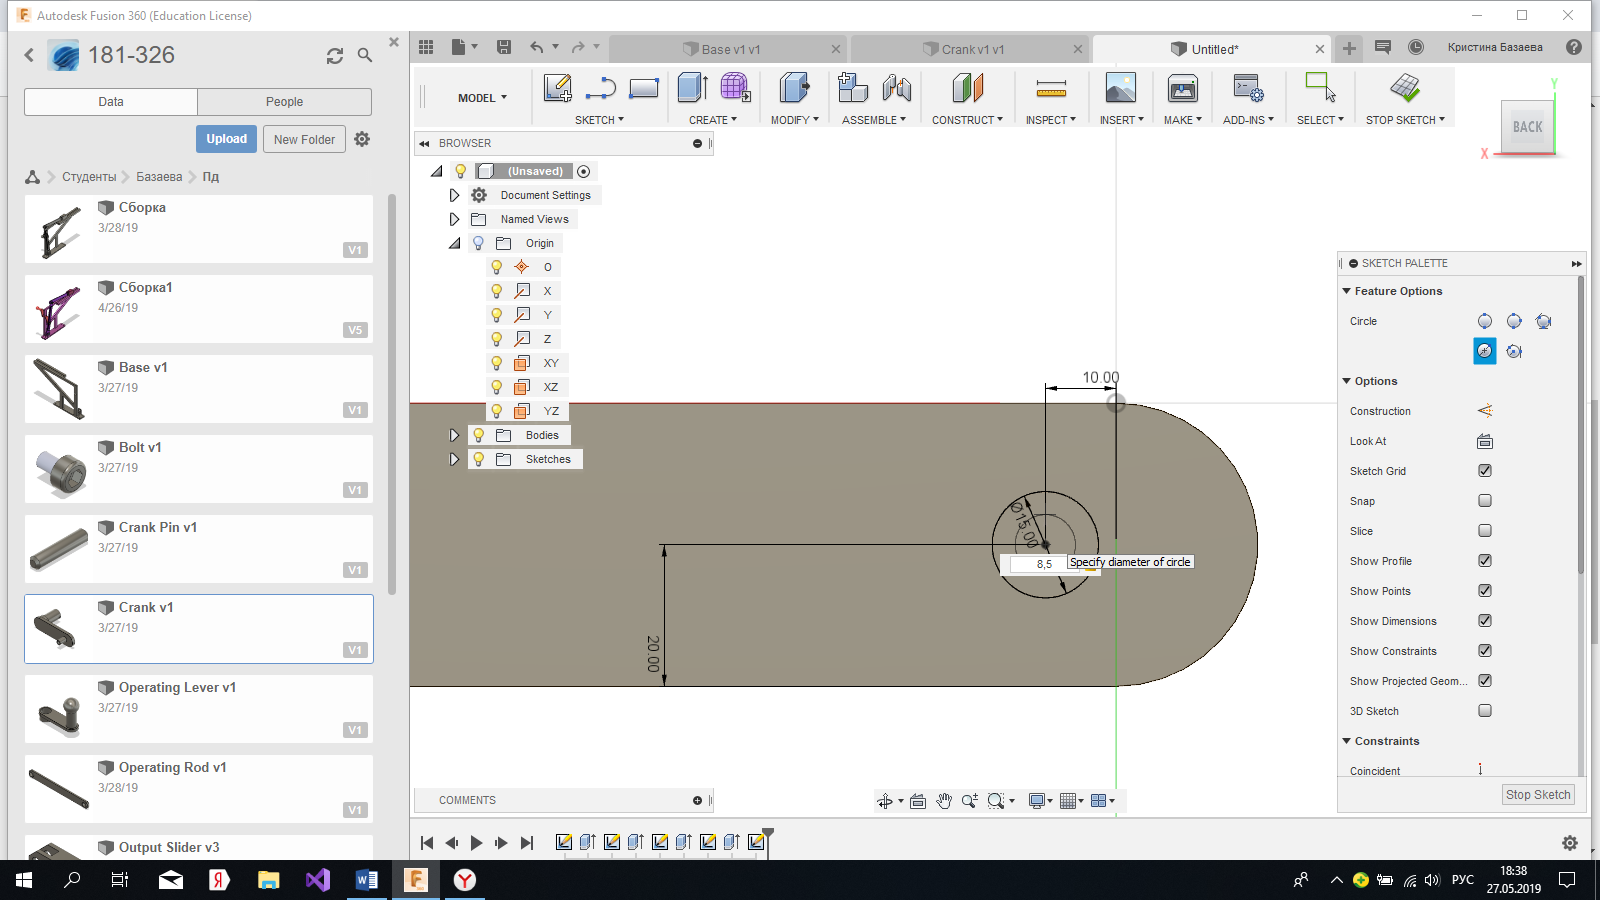 Autodesk Fusion 360 (Education License)
181-326
Data
People
Upload
New Folder
Студенты
Базаева
Пд
Сборка
3/28/19
V1
Сборка1
4/26/19
V5
Base v1
3/27/19
V1
Bolt v1
3/27/19
V1
Crank Pin v1
3/27/19
V1
Crank v1
3/27/19
V1
Operating Lever v1
3/27/19
V1
Operating Rod v1
3/28/19
V1
Output Slider v3
Base v1 v1
Crank v1 v1
Untitled*
Кристина Базаева
MODEL
SKETCH
CREATE
MODIFY
ASSEMBLE
CONSTRUCT
INSPECT
INSERT
MAKE
ADD-INS
SELECT
STOP SKETCH
BROWSER
(Unsaved)
Document Settings
Named Views
Origin
O
X
Y
Z
XY
XZ
YZ
Bodies
Sketches
Y
BACK
X
10.00
Ø15.00
8,5
Specify diameter of circle
20.00
SKETCH PALETTE
Feature Options
Circle
Options
Construction
Look At
Sketch Grid
Snap
Slice
Show Profile
Show Points
Show Dimensions
Show Constraints
Show Projected Geom...
3D Sketch
Constraints
Coincident
Stop Sketch
COMMENTS
РУС
18:38
27.05.2019